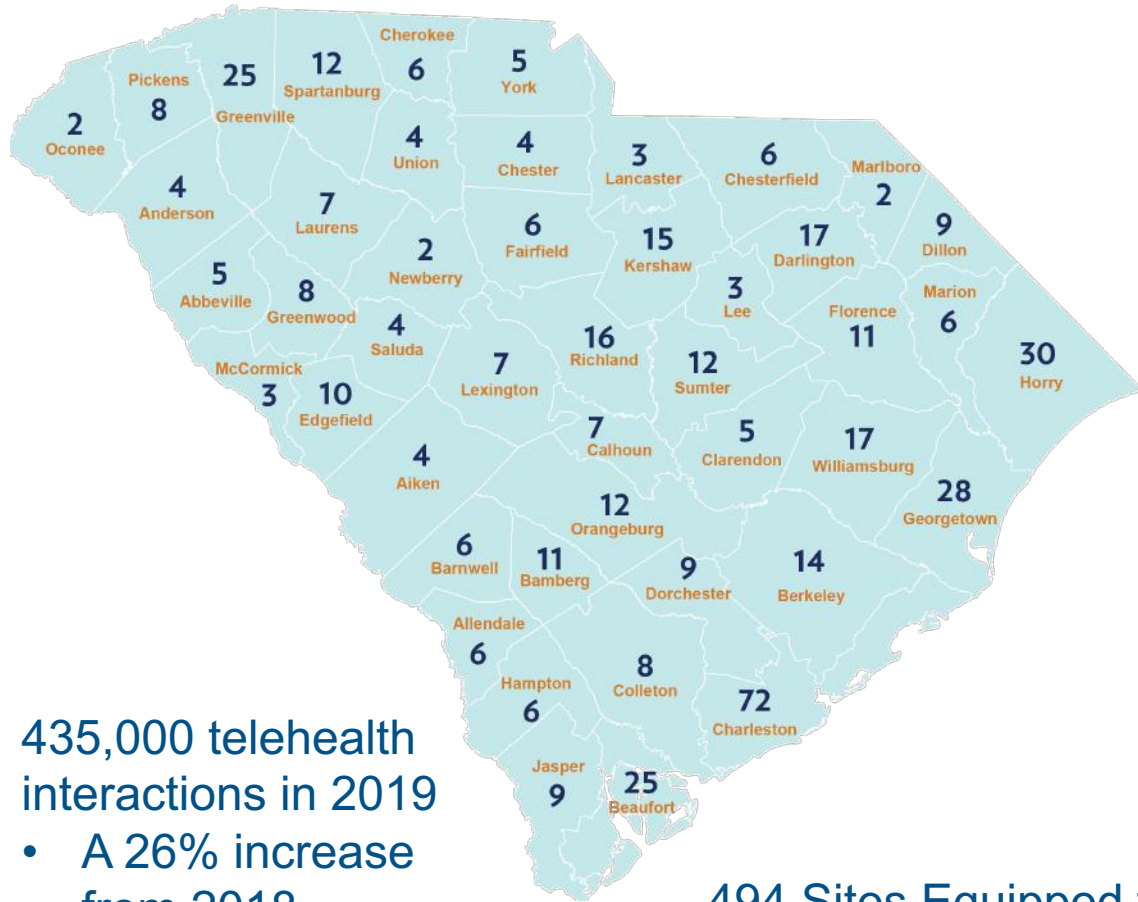 Cherokee
6
5
York
12
Spartanburg
25
Greenville
Pickens
8
2
Oconee
4
Union
4
Chester
3
Lancaster
6
Chesterfield
Marlboro
2
4
Anderson
7
Laurens
6
Fairfield
15
Kershaw
17
Darlington
9
Dillon
2
Newberry
5
Abbeville
8
Greenwood
3
Lee
Florence
11
Marion
6
4
Saluda
16
Richland
12
Sumter
30
Horry
McCormick
3
10
Edgefield
7
Lexington
7
Calhoun
5
Clarendon
17
Williamsburg
4
Aiken
28
Georgetown
12
Orangeburg
6
Barnwell
11
Bamberg
9
Dorchester
14
Berkeley
Allendale
6
Hampton
6
8
Colleton
72
Charleston
Jasper
9
25
Beaufort
435,000 telehealth
interactions in 2019
• A 26% increase
from 2018
494 Sites Equipped